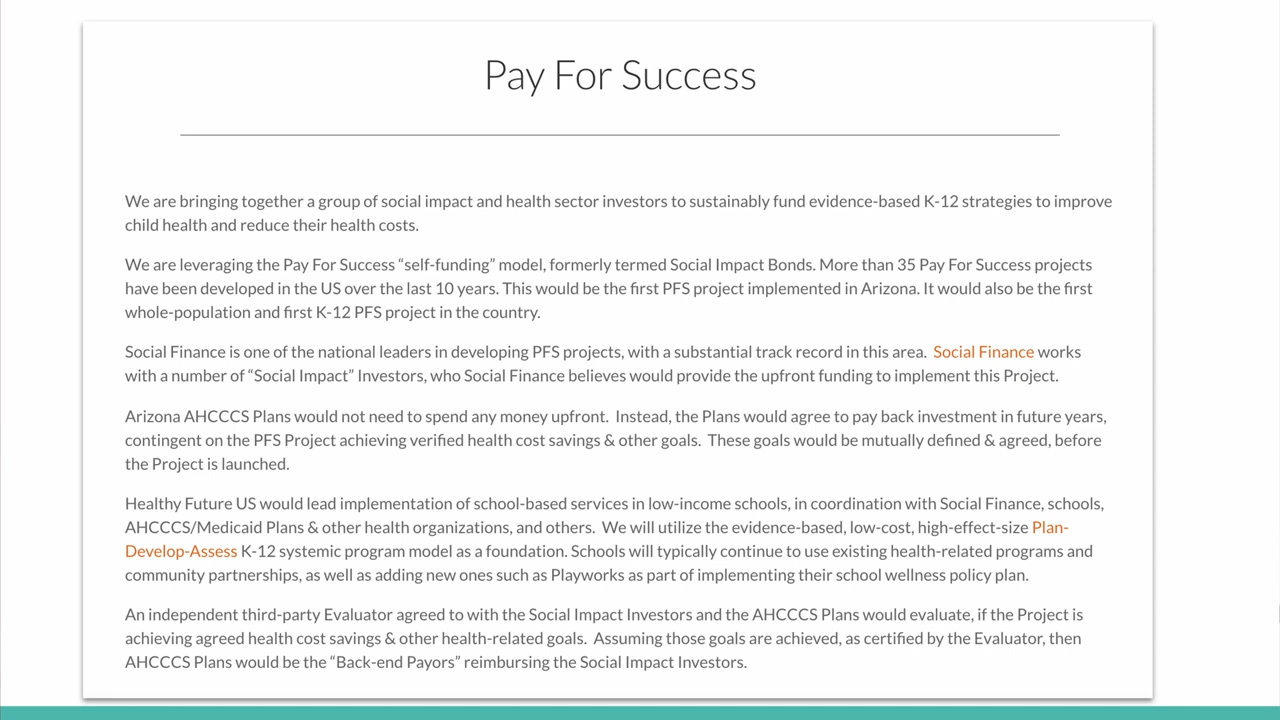 Pay For Success
We are bringing together a group of social impact and health sector investors to sustainably fund evidence-based K-12 strategies to improve
child health and reduce their health costs.
We are leveraging the Pay For Success “self-funding” model, formerly termed Social Impact Bonds. More than 35 Pay For Success projects
have been developed in the US over the last 10 years. This would be the first PFS project implemented in Arizona. It would also be the first
whole-population and first K-12 PFS project in the country.
Social Finance is one of the national leaders in developing PFS projects, with a substantial track record in this area.  Social Finance works
with a number of “Social Impact” Investors, who Social Finance believes would provide the upfront funding to implement this Project.
Arizona AHCCCS Plans would not need to spend any money upfront.  Instead, the Plans would agree to pay back investment in future years,
contingent on the PFS Project achieving verified health cost savings & other goals.  These goals would be mutually defined & agreed, before
the Project is launched.
Healthy Future US would lead implementation of school-based services in low-income schools, in coordination with Social Finance, schools,
AHCCCS/Medicaid Plans & other health organizations, and others.  We will utilize the evidence-based, low-cost, high-effect-size Plan-
Develop-Assess K-12 systemic program model as a foundation. Schools will typically continue to use existing health-related programs and
community partnerships, as well as adding new ones such as Playworks as part of implementing their school wellness policy plan.
An independent third-party Evaluator agreed to with the Social Impact Investors and the AHCCCS Plans would evaluate, if the Project is
achieving agreed health cost savings & other health-related goals.  Assuming those goals are achieved, as certified by the Evaluator, then
AHCCCS Plans would be the “Back-end Payors” reimbursing the Social Impact Investors.